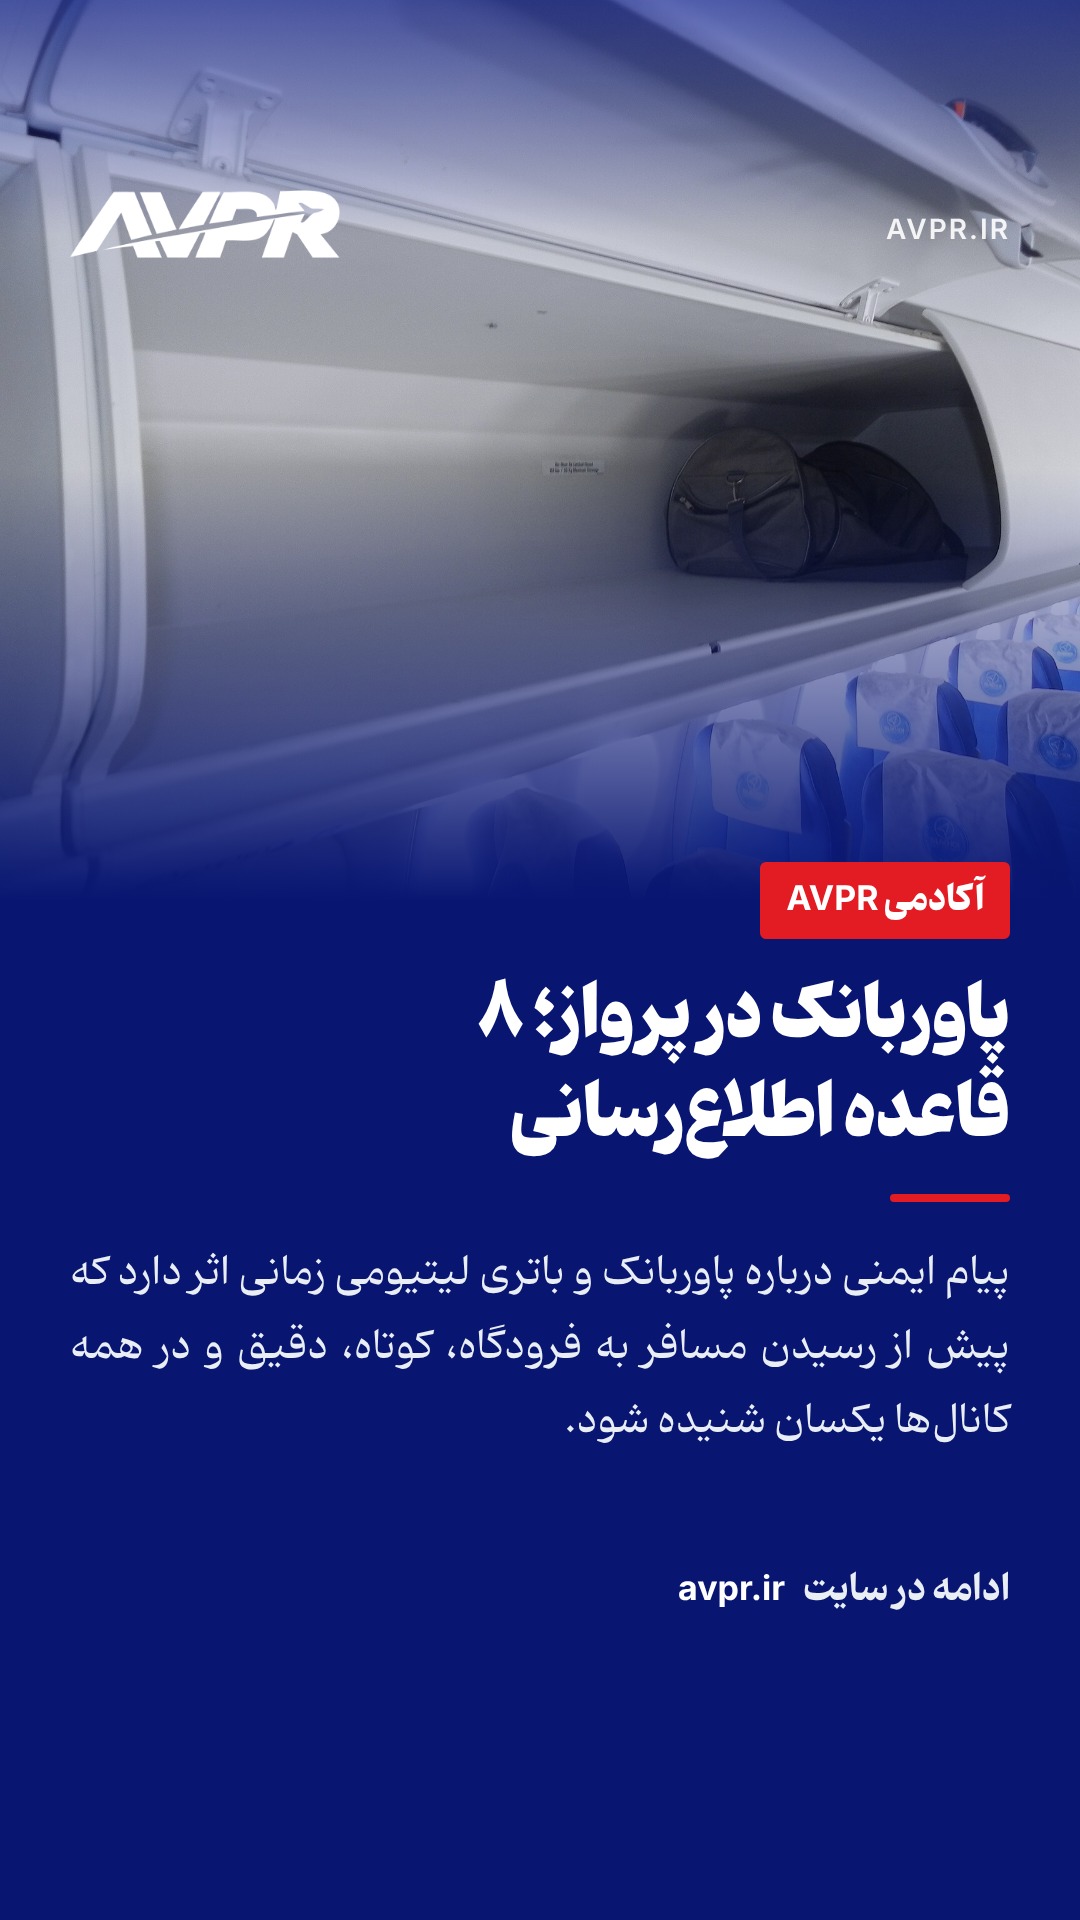 AVPR
AVPR.IR
آکادمی AVPR
پاوربانک در پرواز؛ ۸
قاعده اطلاع‌رسانی
پیام ایمنی درباره پاوربانک و باتری لیتیومی زمانی اثر دارد که
پیش از رسیدن مسافر به فرودگاه، کوتاه، دقیق و در همه
کانال‌ها یکسان شنیده شود.
ادامه در سایت avpr.ir